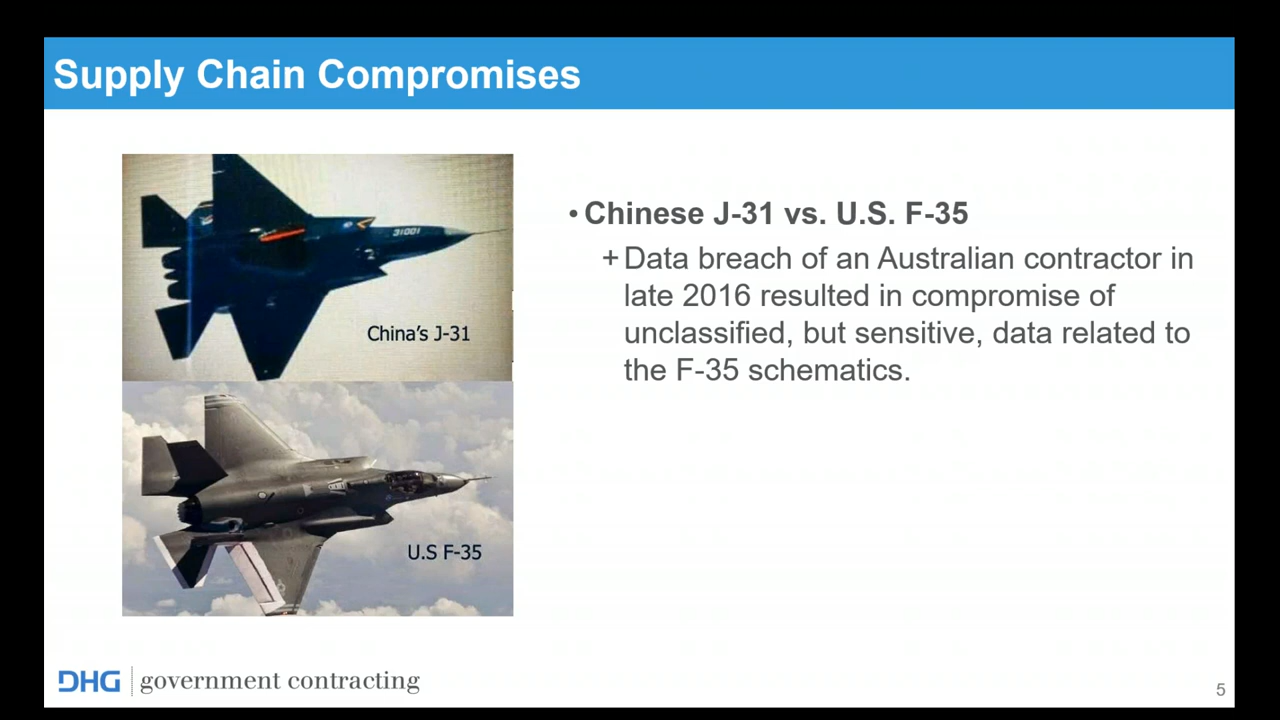 Supply Chain Compromises
31001
China's J-31
U.S F-35
• Chinese J-31 vs. U.S. F-35
+ Data breach of an Australian contractor in
late 2016 resulted in compromise of
unclassified, but sensitive, data related to
the F-35 schematics.
DHG government contracting
5